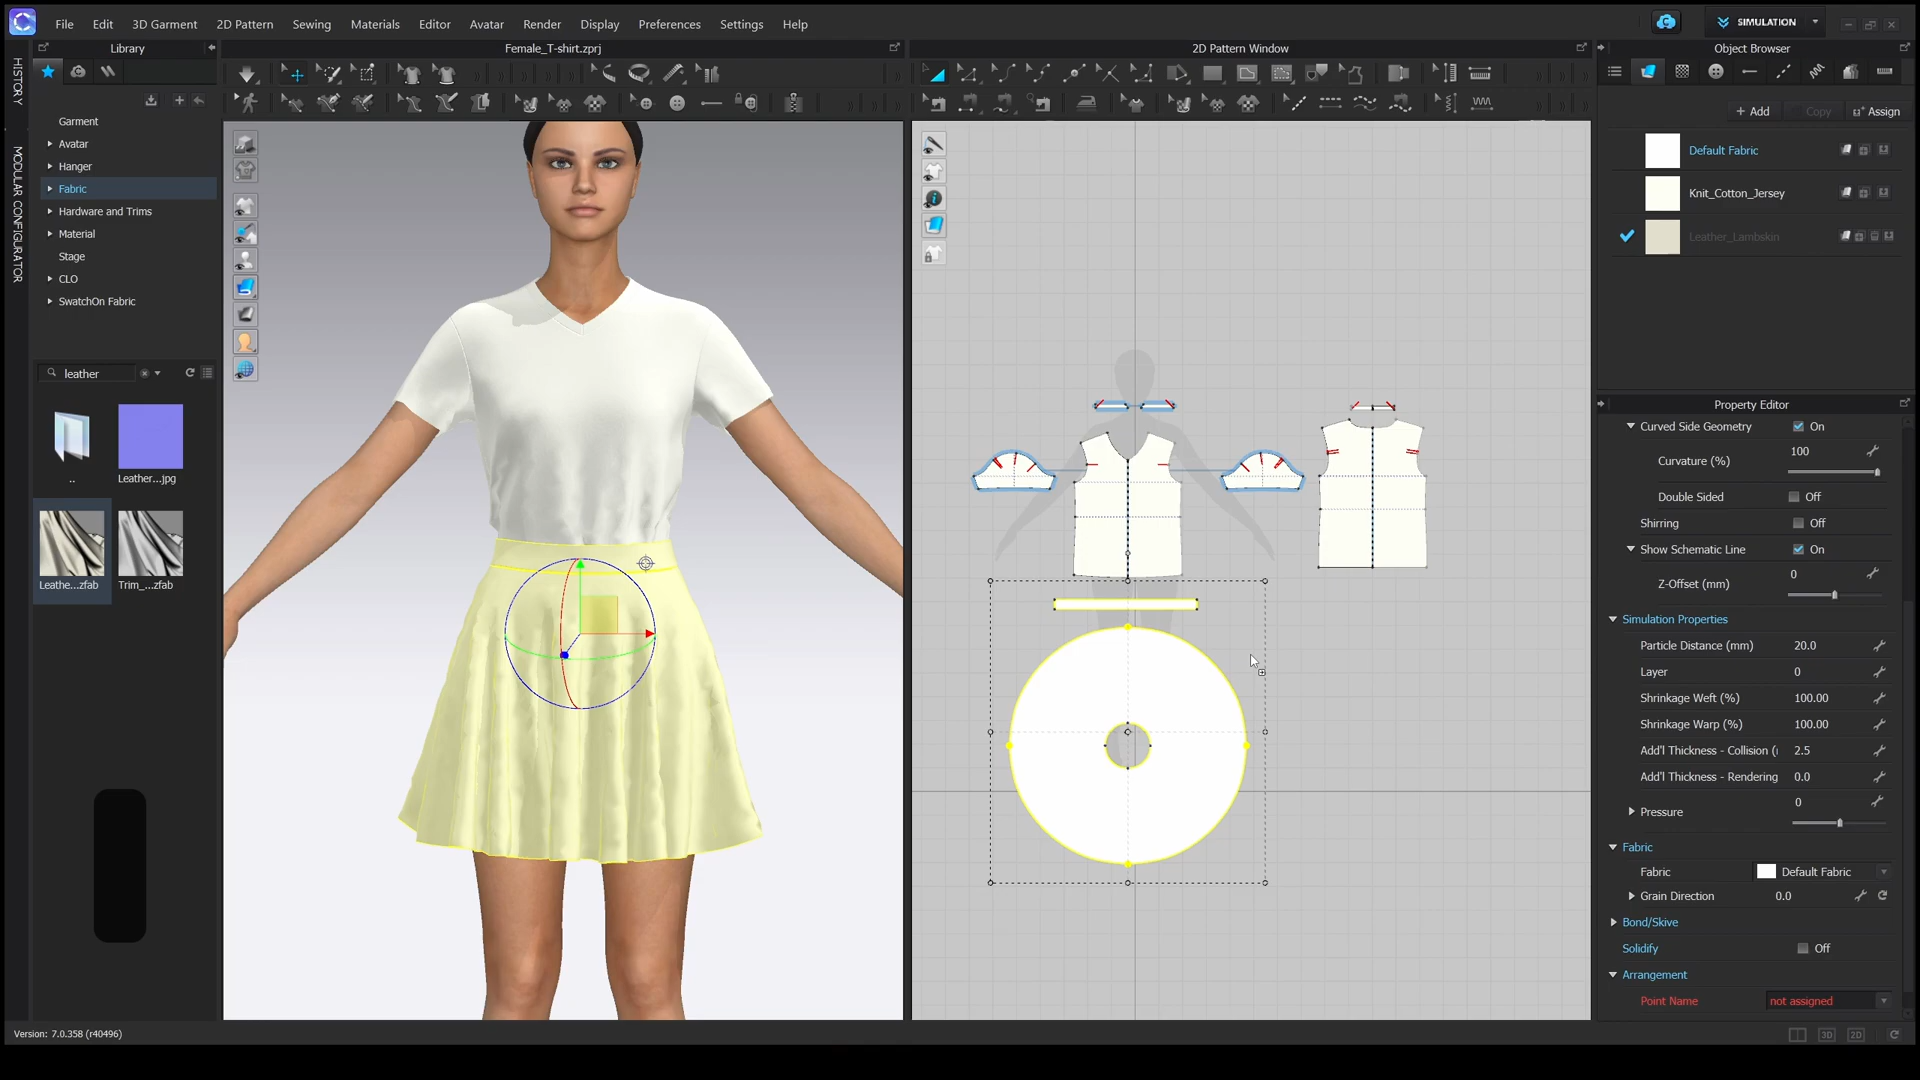 File Edit 3D Garment 2D Pattern Sewing Materials Editor Avatar Render Display Preferences Settings Help
SIMULATION
Library
Female_T-shirt.zprj
2D Pattern Window
Object Browser
HISTORY
MODULAR CONFIGURATOR
Garment
Avatar
Hanger
Fabric
Hardware and Trims
Material
Stage
CLO
SwatchOn Fabric
leather
..
Leather...jpg
Leathe...zfab
Trim_...zfab
+ Add Copy Assign
Default Fabric
Knit_Cotton_Jersey
Leather_Lambskin
Property Editor
Curved Side Geometry On
Curvature (%) 100
Double Sided Off
Shirring Off
Show Schematic Line On
Z-Offset (mm) 0
Simulation Properties
Particle Distance (mm) 20.0
Layer 0
Shrinkage Weft (%) 100.00
Shrinkage Warp (%) 100.00
Add'l Thickness - Collision ( 2.5
Add'l Thickness - Rendering 0.0
Pressure 0
Fabric
Fabric Default Fabric
Grain Direction 0.0
Bond/Skive
Solidify Off
Arrangement
Point Name not assigned
Version: 7.0.358 (r40496)
3D 2D